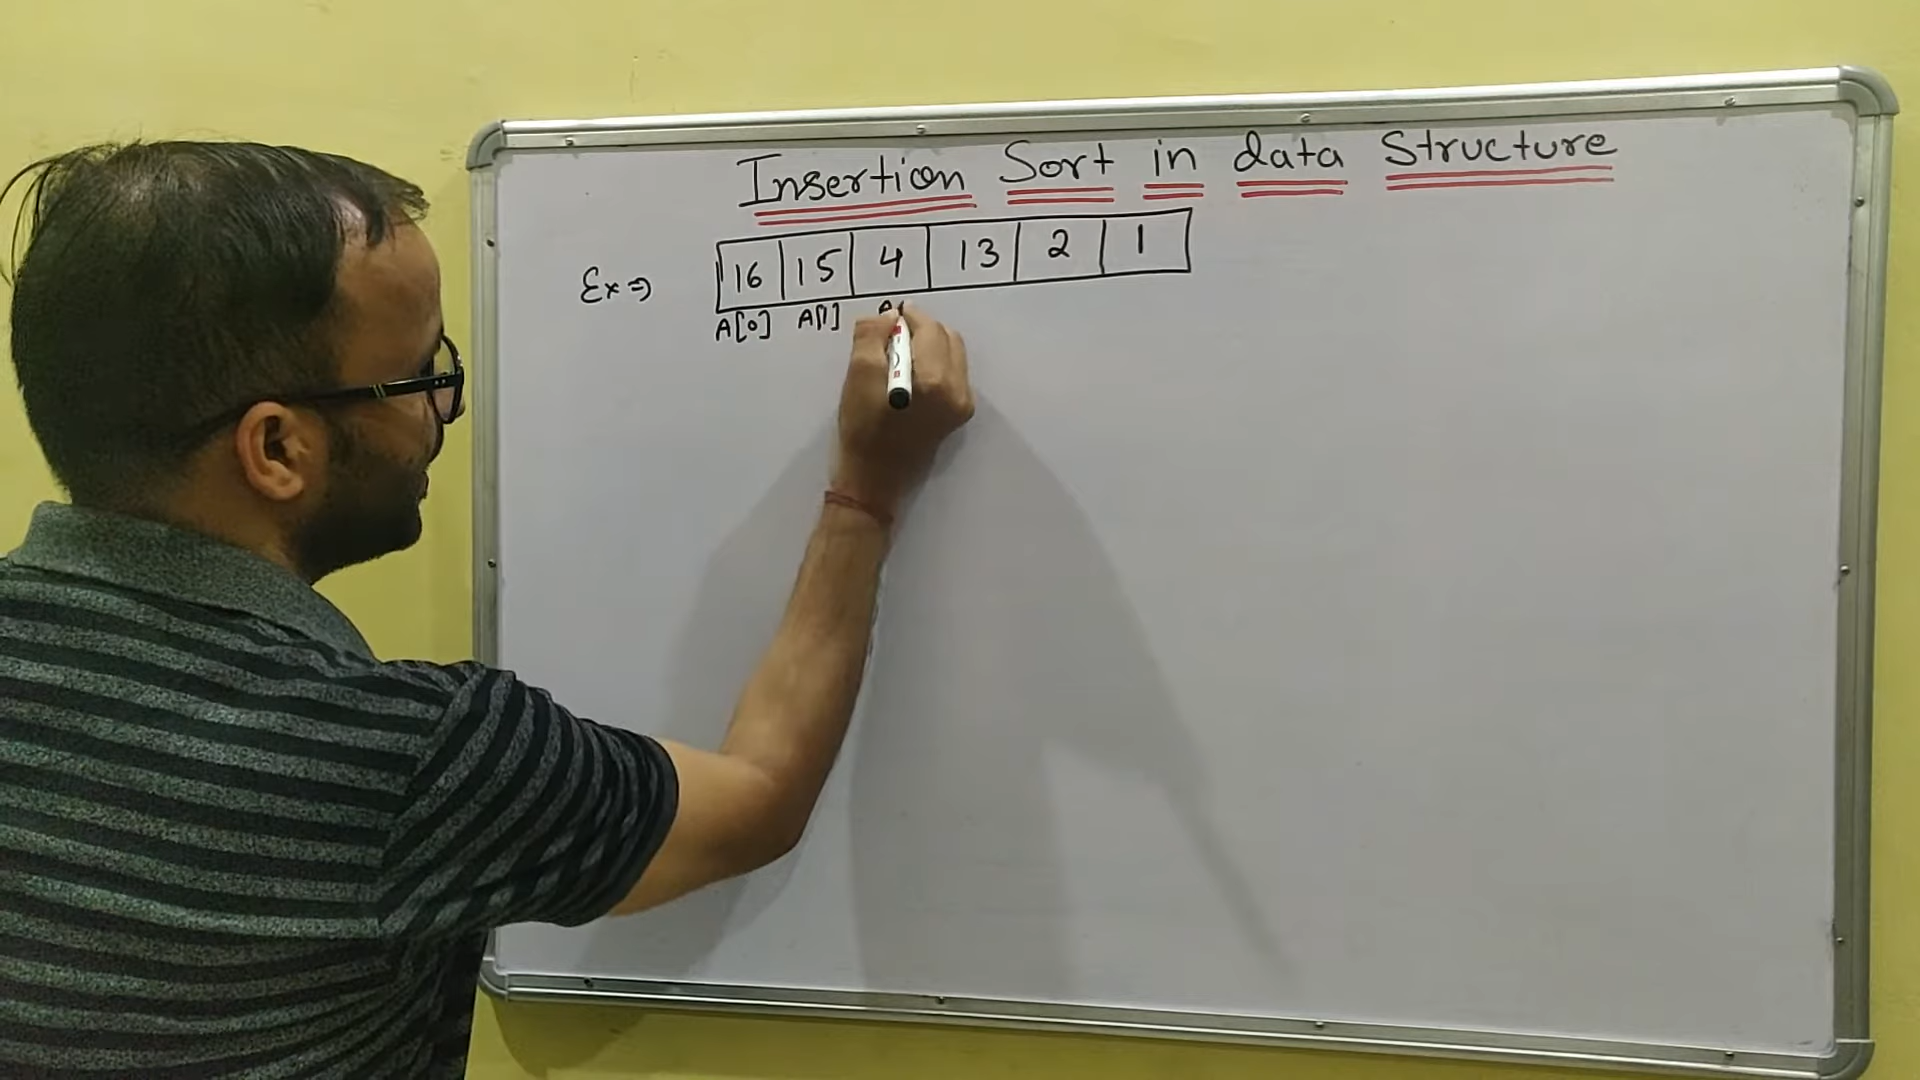 Insertion Sort in data Structure
Ex⇒ 16 15 4 13 2 1
A[0] A[1] A